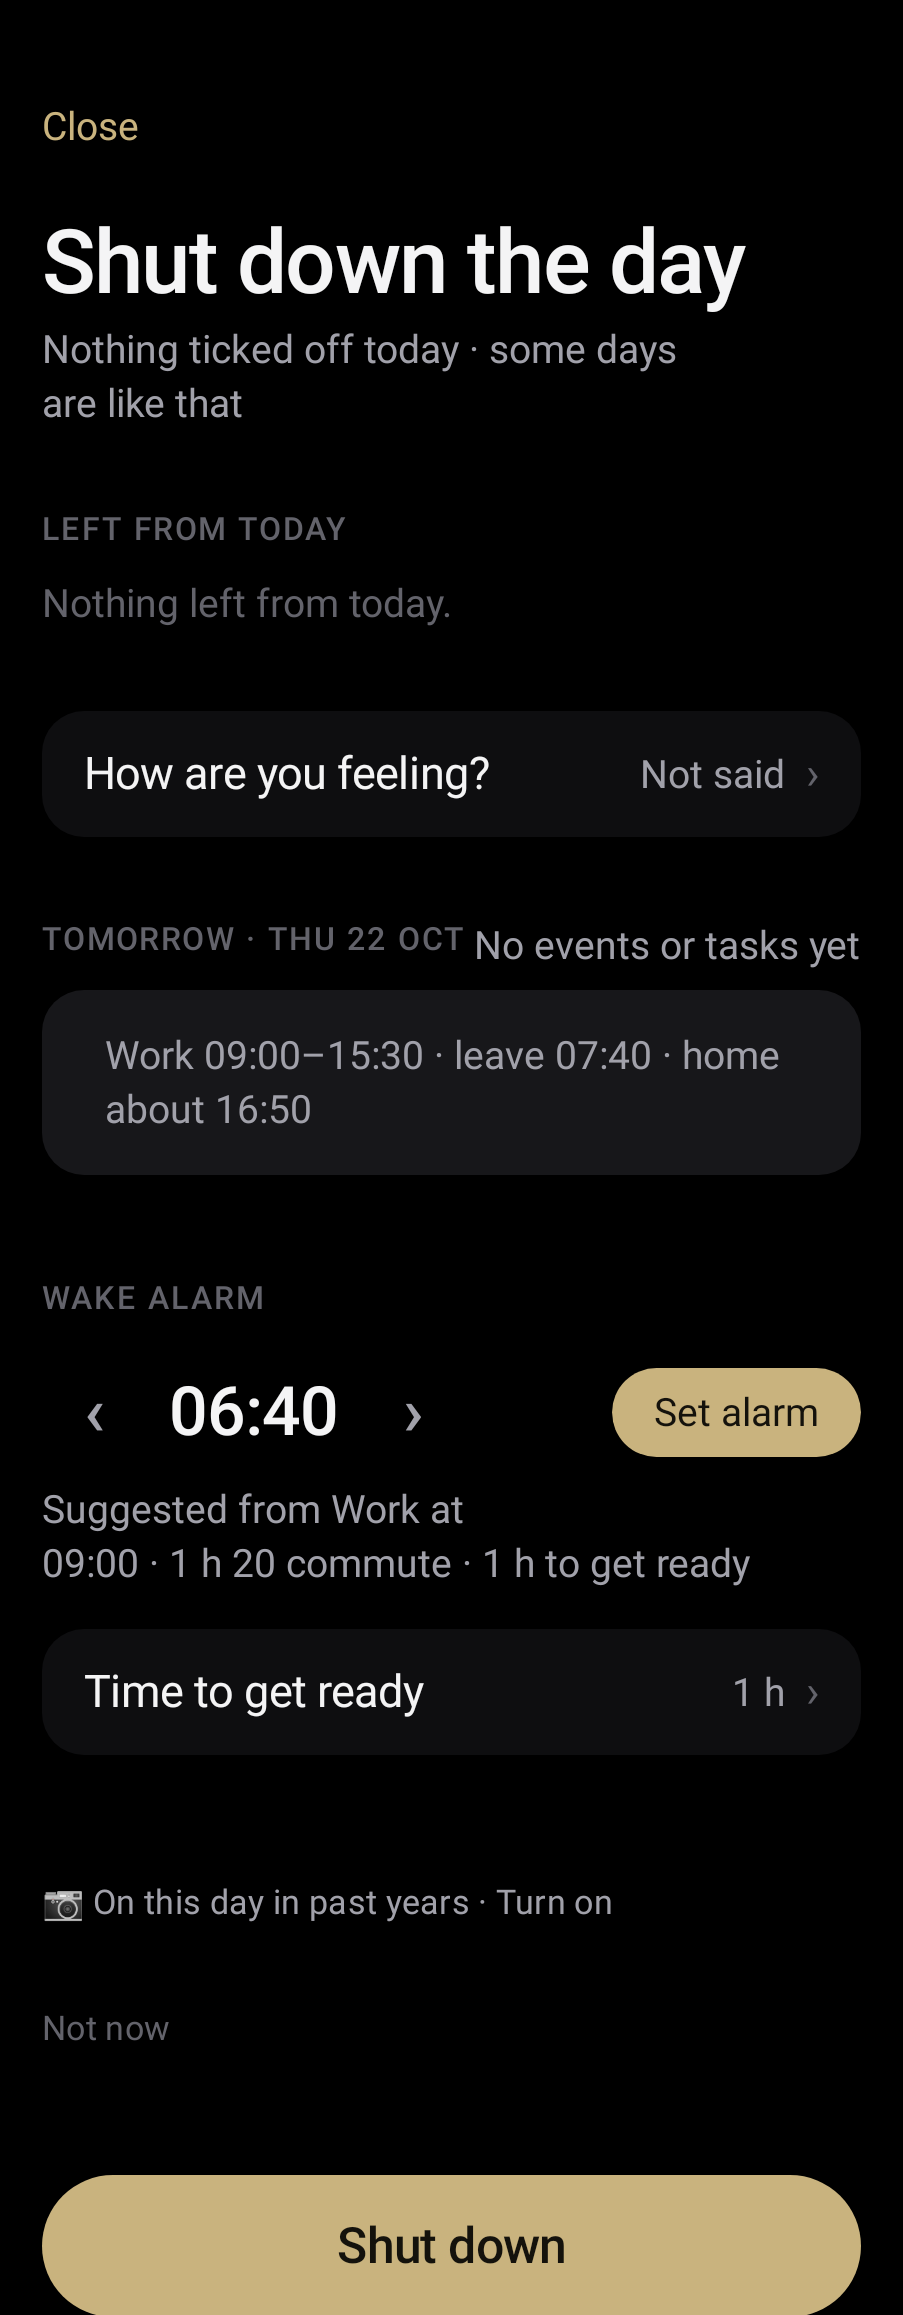 Close
Shut down the day
Nothing ticked off today · some days
are like that
LEFT FROM TODAY
Nothing left from today.
How are you feeling? Not said ›
TOMORROW · THU 22 OCT No events or tasks yet
Work 09:00–15:30 · leave 07:40 · home
about 16:50
WAKE ALARM
‹ 06:40 › Set alarm
Suggested from Work at
09:00 · 1 h 20 commute · 1 h to get ready
Time to get ready 1 h ›
📷 On this day in past years · Turn on
Not now
Shut down